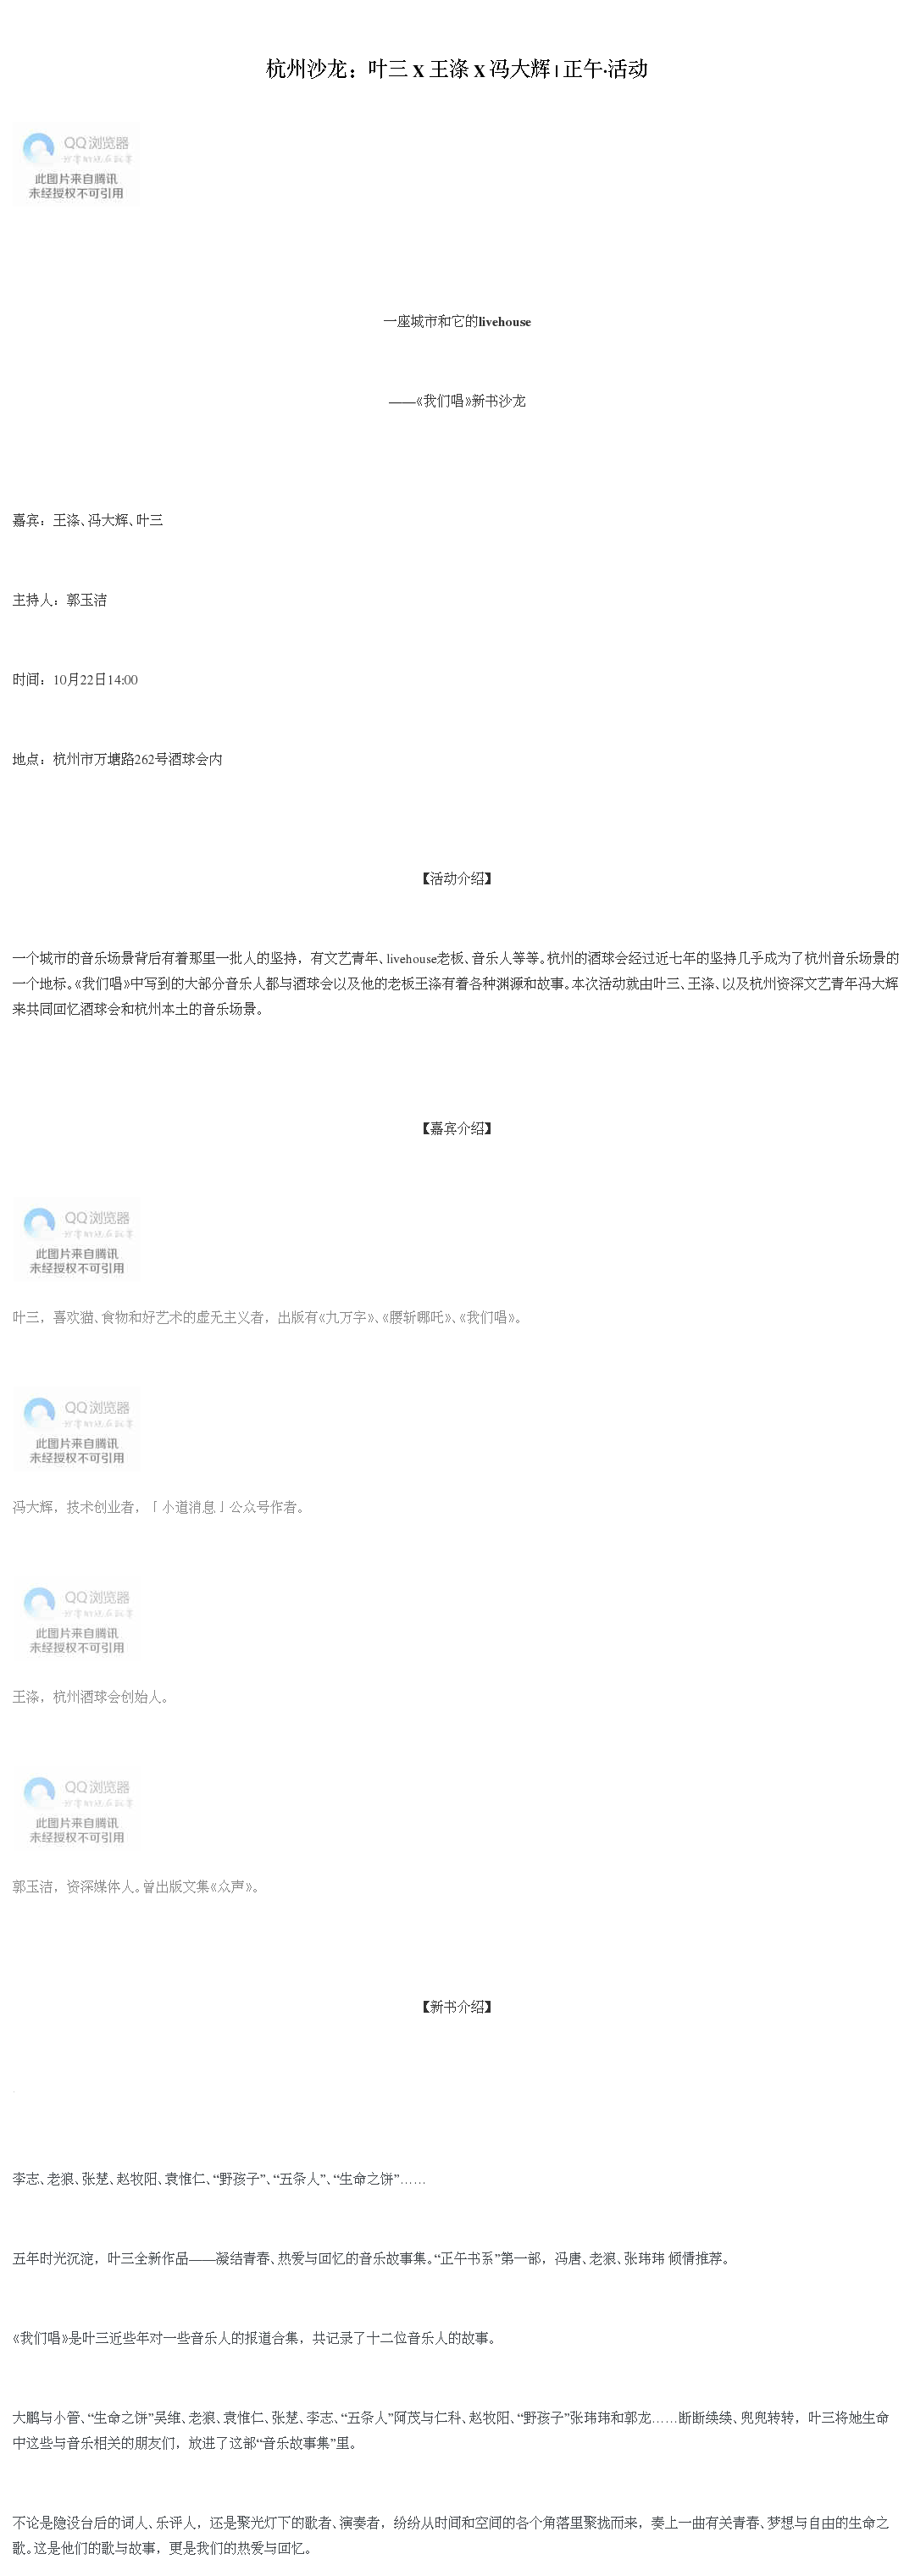 杭州沙龙：叶三 X 王涤 X 冯大辉 | 正午·活动
QQ浏览器
此图片来自腾讯
未经授权不可引用
一座城市和它的livehouse
——《我们唱》新书沙龙
嘉宾：王涤、冯大辉、叶三
主持人：郭玉洁
时间：10月22日14:00
地点：杭州市万塘路262号酒球会内
【活动介绍】
一个城市的音乐场景背后有着那里一批人的坚持，有文艺青年、livehouse老板、音乐人等等。杭州的酒球会经过近七年的坚持几乎成为了杭州音乐场景的
一个地标。《我们唱》中写到的大部分音乐人都与酒球会以及他的老板王涤有着各种渊源和故事。本次活动就由叶三、王涤、以及杭州资深文艺青年冯大辉
来共同回忆酒球会和杭州本土的音乐场景。
【嘉宾介绍】
QQ浏览器
此图片来自腾讯
未经授权不可引用
叶三，喜欢猫、食物和好艺术的虚无主义者，出版有《九万字》、《腰斩哪吒》、《我们唱》。
QQ浏览器
此图片来自腾讯
未经授权不可引用
冯大辉，技术创业者，「小道消息」公众号作者。
QQ浏览器
此图片来自腾讯
未经授权不可引用
王涤，杭州酒球会创始人。
QQ浏览器
此图片来自腾讯
未经授权不可引用
郭玉洁，资深媒体人。曾出版文集《众声》。
【新书介绍】
李志、老狼、张楚、赵牧阳、袁惟仁、“野孩子”、“五条人”、“生命之饼”……
五年时光沉淀，叶三全新作品——凝结青春、热爱与回忆的音乐故事集。“正午书系”第一部，冯唐、老狼、张玮玮 倾情推荐。
《我们唱》是叶三近些年对一些音乐人的报道合集，共记录了十二位音乐人的故事。
大鹏与小管、“生命之饼”吴维、老狼、袁惟仁、张楚、李志、“五条人”阿茂与仁科、赵牧阳、“野孩子”张玮玮和郭龙……断断续续、兜兜转转，叶三将她生命
中这些与音乐相关的朋友们，放进了这部“音乐故事集”里。
不论是隐没台后的词人、乐评人，还是聚光灯下的歌者、演奏者，纷纷从时间和空间的各个角落里聚拢而来，奏上一曲有关青春、梦想与自由的生命之
歌。这是他们的歌与故事，更是我们的热爱与回忆。